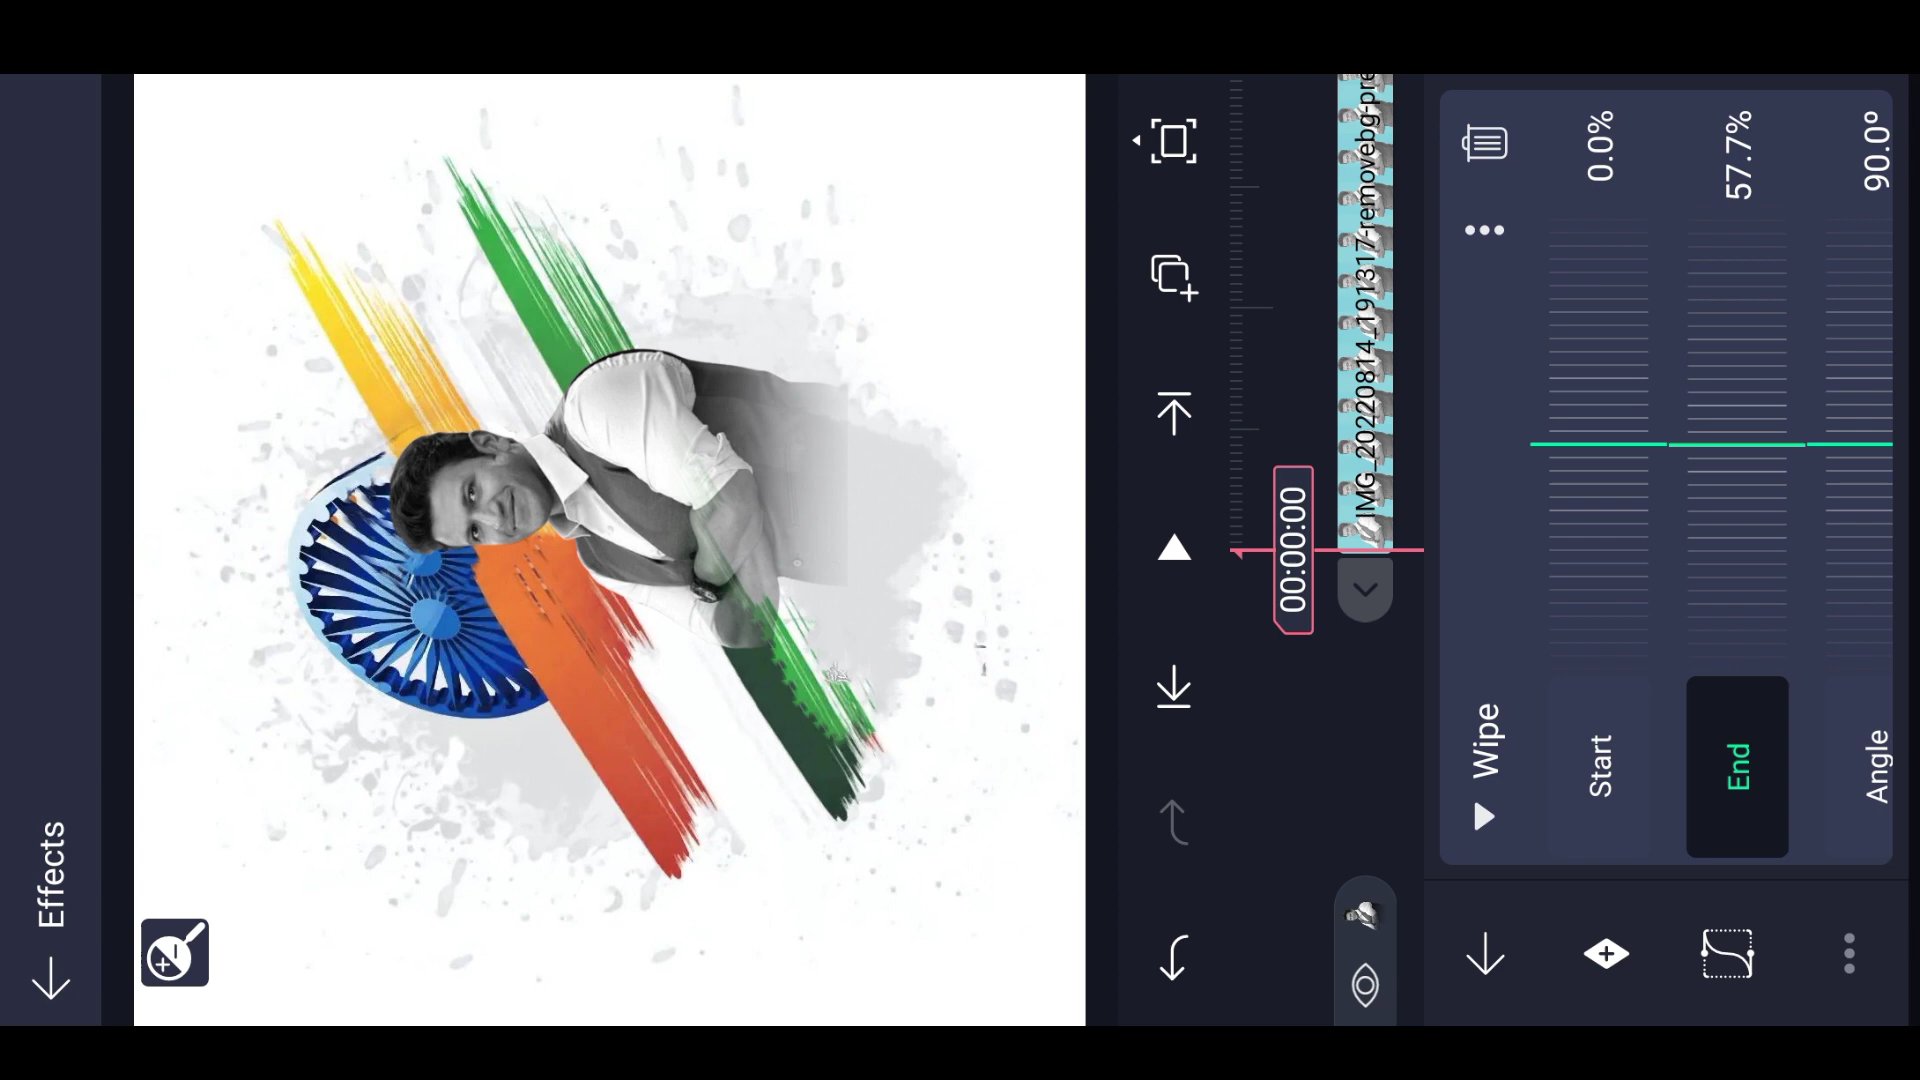 Effects
00:00:00
IMG_20220814_191317-removebg-pre
Wipe
Start
0.0%
End
57.7%
Angle
90.0°